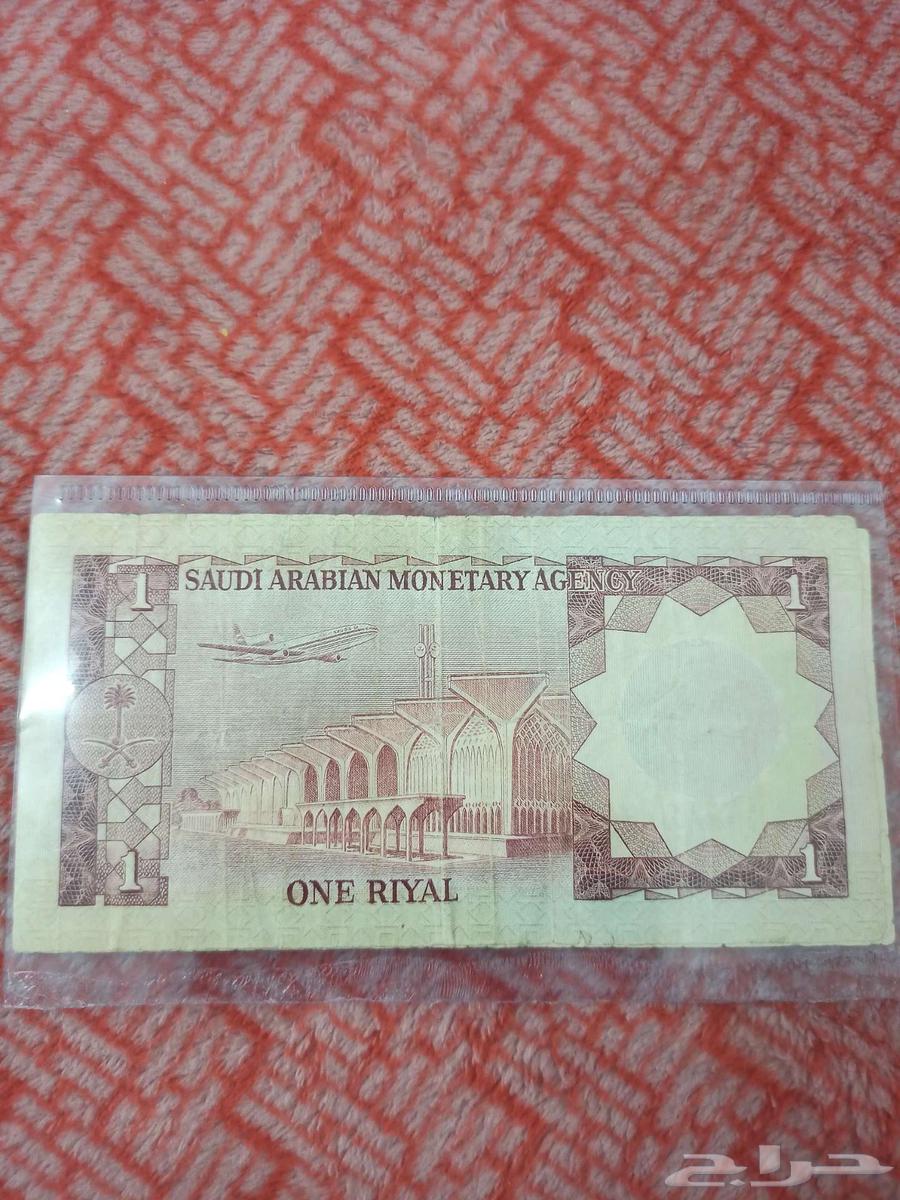 1 SAUDI ARABIAN MONETARY AGENCY 1
1 ONE RIYAL 1
حراج